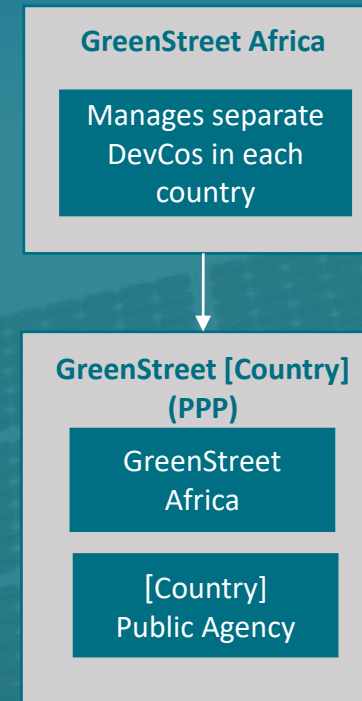 GreenStreet Africa
Manages separate
DevCos in each
country
GreenStreet [Country]
(PPP)
GreenStreet
Africa
[Country]
Public Agency